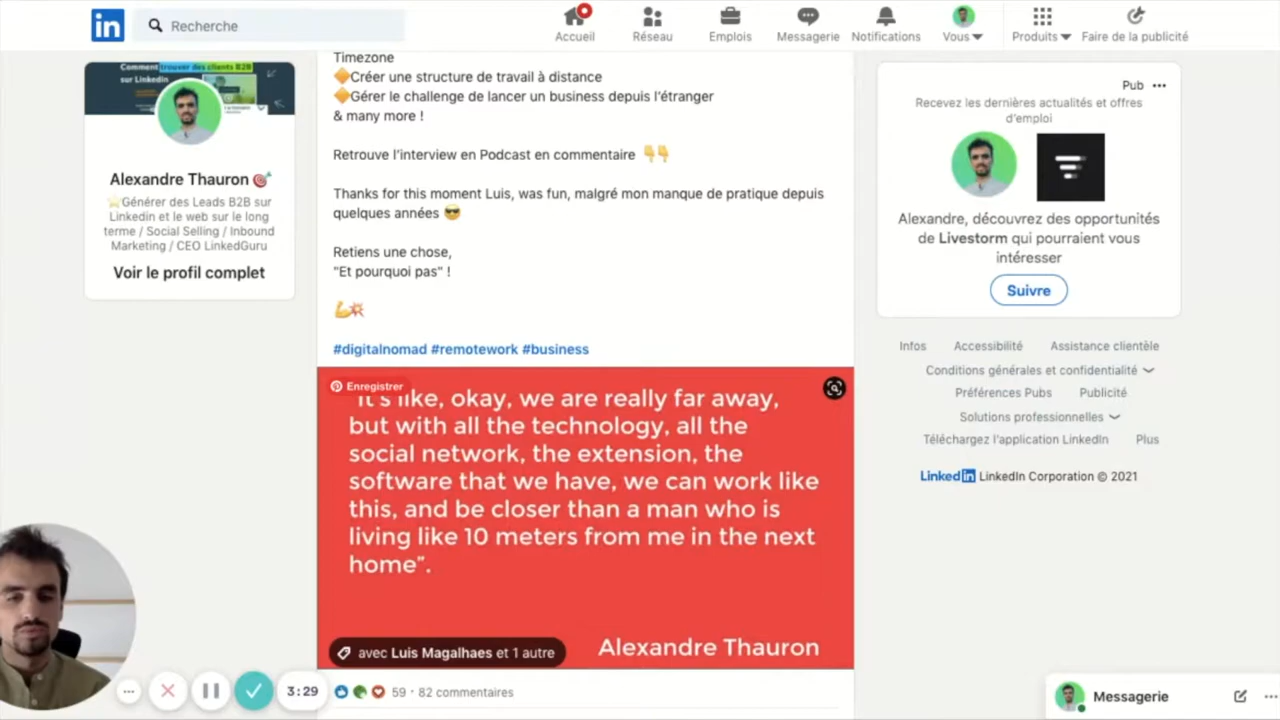 in
Recherche
Accueil
Réseau
Emplois
Messagerie
Notifications
Vous
Produits
Faire de la publicité
Comment trouver des clients B2B
sur Linkedin
Alexandre Thauron
Générer des Leads B2B sur
Linkedin et le web sur le long
terme / Social Selling / Inbound
Marketing / CEO LinkedGuru
Voir le profil complet
Timezone
🔶Créer une structure de travail à distance
🔶Gérer le challenge de lancer un business depuis l'étranger
& many more !
Retrouve l'interview en Podcast en commentaire 👇👇
Thanks for this moment Luis, was fun, malgré mon manque de pratique depuis
quelques années 😎
Retiens une chose,
"Et pourquoi pas" !
💪💥
#digitalnomad #remotework #business
Enregistrer
"It's like, okay, we are really far away,
but with all the technology, all the
social network, the extension, the
software that we have, we can work like
this, and be closer than a man who is
living like 10 meters from me in the next
home".
avec Luis Magalhaes et 1 autre
Alexandre Thauron
59 · 82 commentaires
3:29
Pub
Recevez les dernières actualités et offres
d'emploi
Alexandre, découvrez des opportunités
de Livestorm qui pourraient vous
intéresser
Suivre
Infos Accessibilité Assistance clientèle
Conditions générales et confidentialité
Préférences Pubs Publicité
Solutions professionnelles
Téléchargez l'application LinkedIn Plus
LinkedIn LinkedIn Corporation © 2021
Messagerie